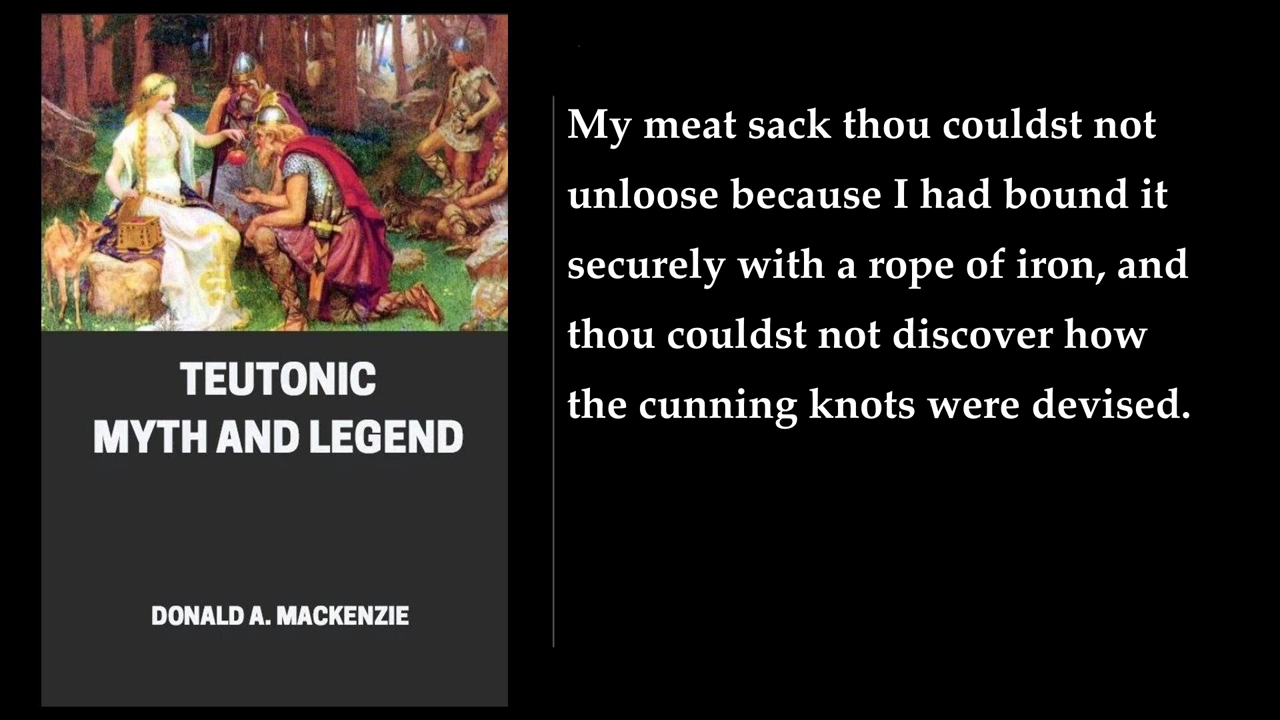 TEUTONIC
MYTH AND LEGEND
DONALD A. MACKENZIE
My meat sack thou couldst not
unloose because I had bound it
securely with a rope of iron, and
thou couldst not discover how
the cunning knots were devised.